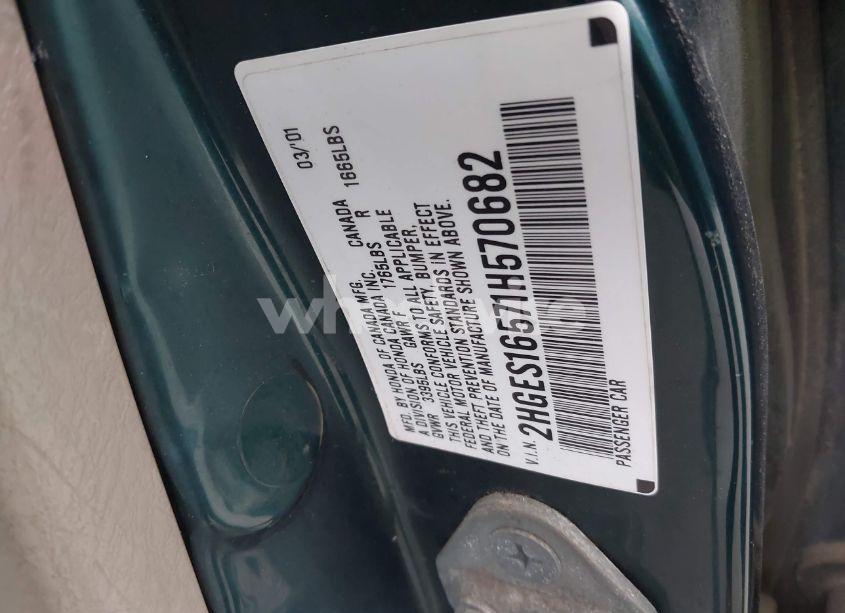 03/'01
MFD. BY HONDA OF CANADA MFG. CANADA 1665LBS
A DIVISION OF HONDA CANADA INC. R
GVWR 3395LBS GAWR F 1765LBS
THIS VEHICLE CONFORMS TO ALL APPLICABLE
FEDERAL MOTOR VEHICLE SAFETY, BUMPER,
AND THEFT PREVENTION STANDARDS IN EFFECT
ON THE DATE OF MANUFACTURE SHOWN ABOVE.
V.I.N. 2HGES16571H570682
PASSENGER CAR